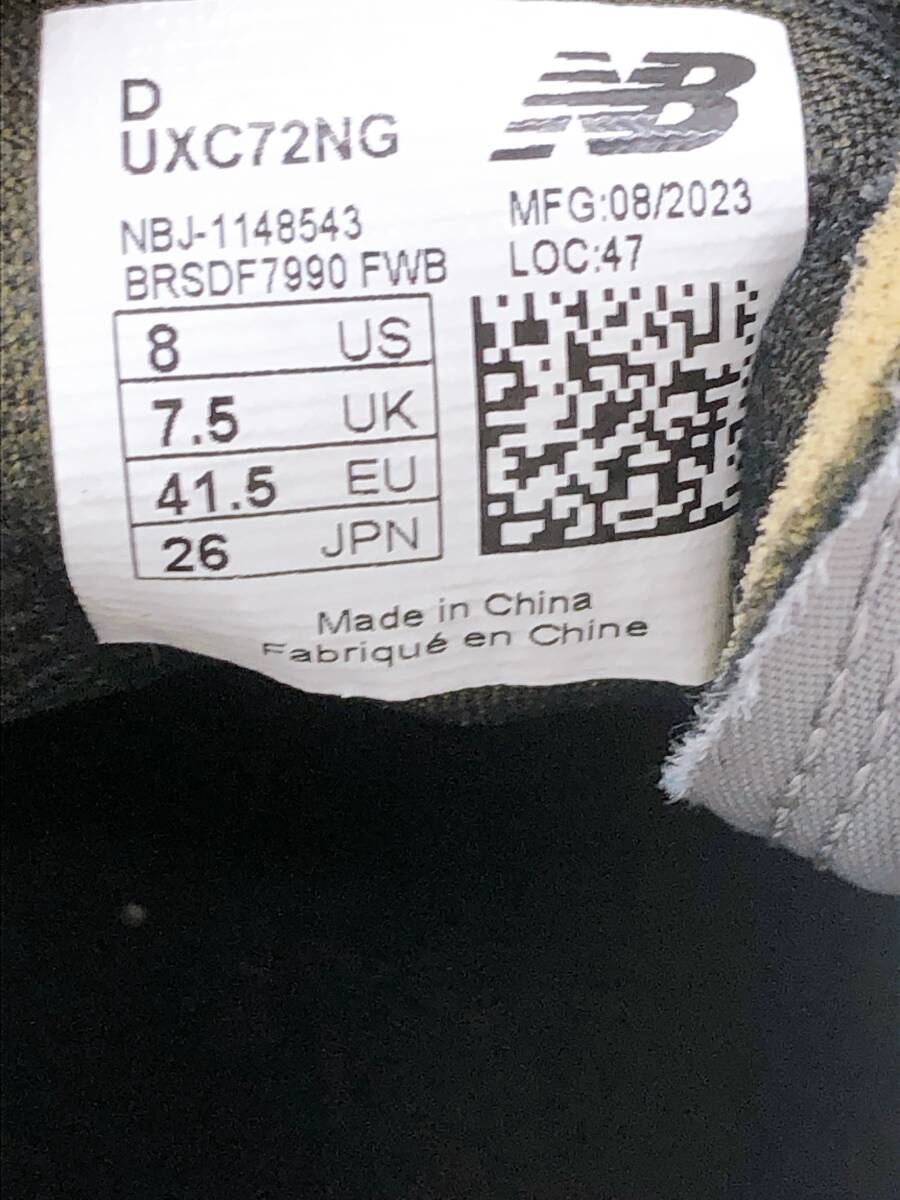 D
UXC72NG
NB
NBJ-1148543
BRSDF7990 FWB
MFG:08/2023
LOC:47
8 US
7.5 UK
41.5 EU
26 JPN
Made in China
Fabriqué en Chine